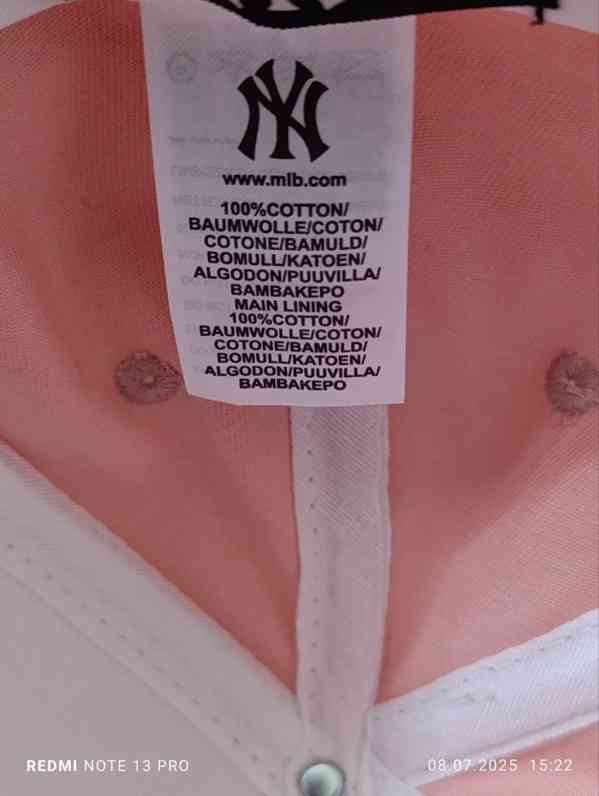 NY
www.mlb.com
100%COTTON/
BAUMWOLLE/COTON/
COTONE/BAMULD/
BOMULL/KATOEN/
ALGODON/PUUVILLA/
BAMBAKEPO
MAIN LINING
100%COTTON/
BAUMWOLLE/COTON/
COTONE/BAMULD/
BOMULL/KATOEN/
ALGODON/PUUVILLA/
BAMBAKEPO
REDMI NOTE 13 PRO
08.07.2025 15:22